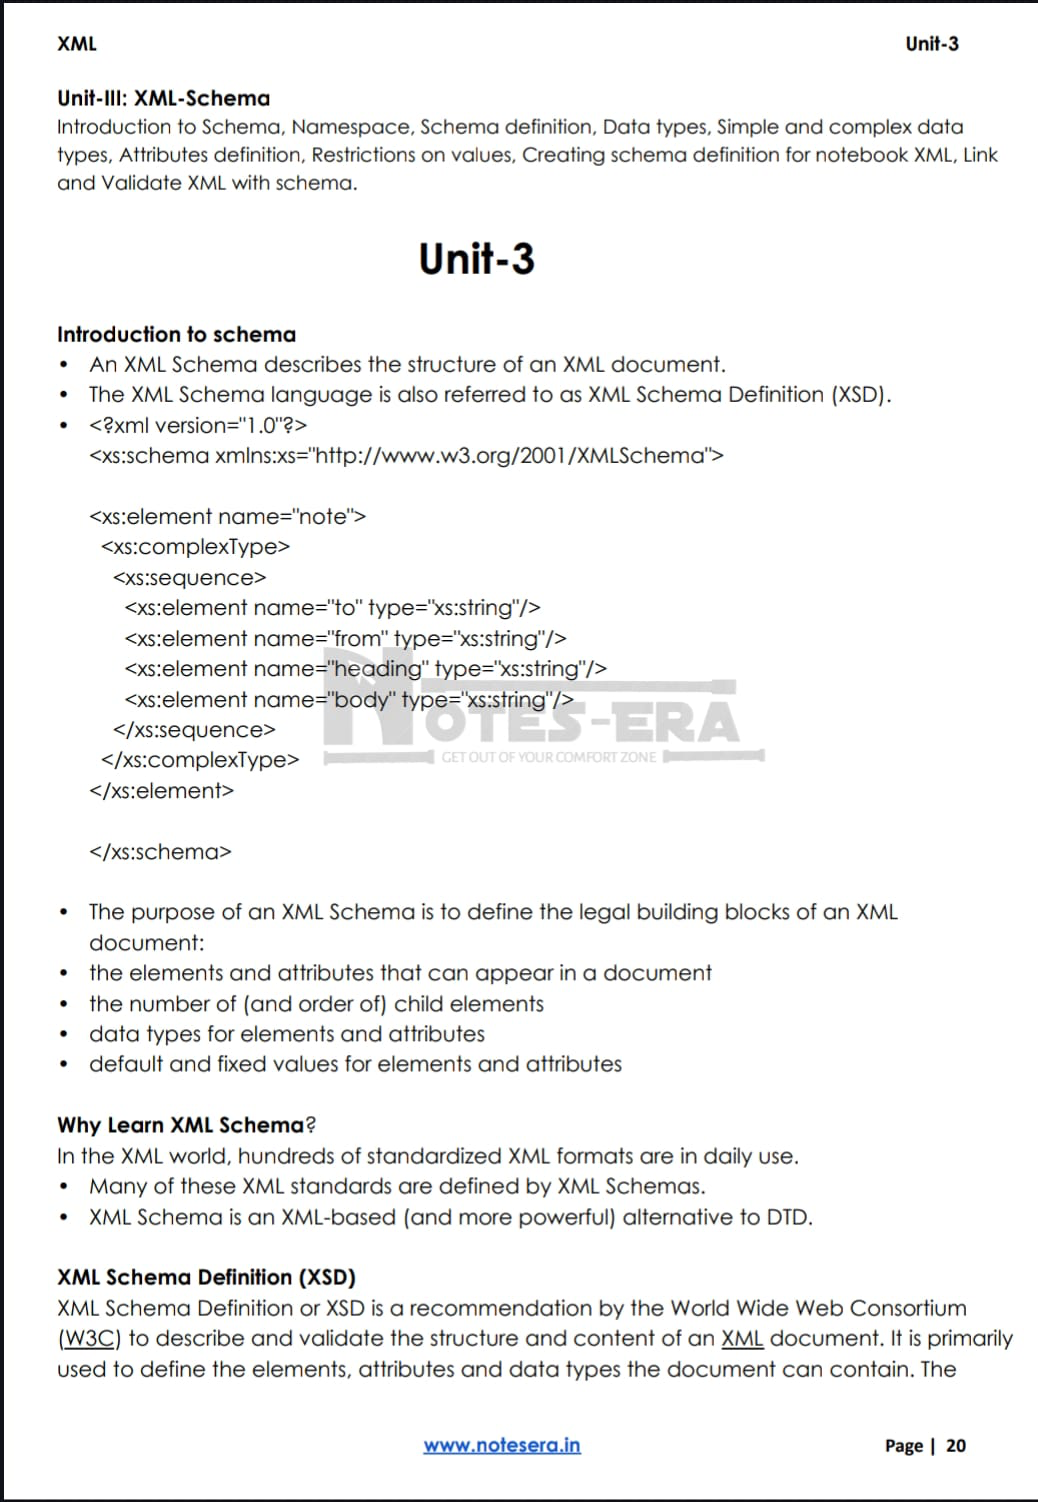 XML Unit-3
Unit-III: XML-Schema
Introduction to Schema, Namespace, Schema definition, Data types, Simple and complex data
types, Attributes definition, Restrictions on values, Creating schema definition for notebook XML, Link
and Validate XML with schema.
Unit-3
Introduction to schema
• An XML Schema describes the structure of an XML document.
• The XML Schema language is also referred to as XML Schema Definition (XSD).
• <?xml version="1.0"?>
<xs:schema xmlns:xs="http://www.w3.org/2001/XMLSchema">
<xs:element name="note">
<xs:complexType>
<xs:sequence>
<xs:element name="to" type="xs:string"/>
<xs:element name="from" type="xs:string"/>
<xs:element name="heading" type="xs:string"/>
<xs:element name="body" type="xs:string"/>
NOTES-ERA
</xs:sequence>
</xs:complexType>
GET OUT OF YOUR COMFORT ZONE
</xs:element>
</xs:schema>
• The purpose of an XML Schema is to define the legal building blocks of an XML
document:
• the elements and attributes that can appear in a document
• the number of (and order of) child elements
• data types for elements and attributes
• default and fixed values for elements and attributes
Why Learn XML Schema?
In the XML world, hundreds of standardized XML formats are in daily use.
• Many of these XML standards are defined by XML Schemas.
• XML Schema is an XML-based (and more powerful) alternative to DTD.
XML Schema Definition (XSD)
XML Schema Definition or XSD is a recommendation by the World Wide Web Consortium
(W3C) to describe and validate the structure and content of an XML document. It is primarily
used to define the elements, attributes and data types the document can contain. The
www.notesera.in Page | 20